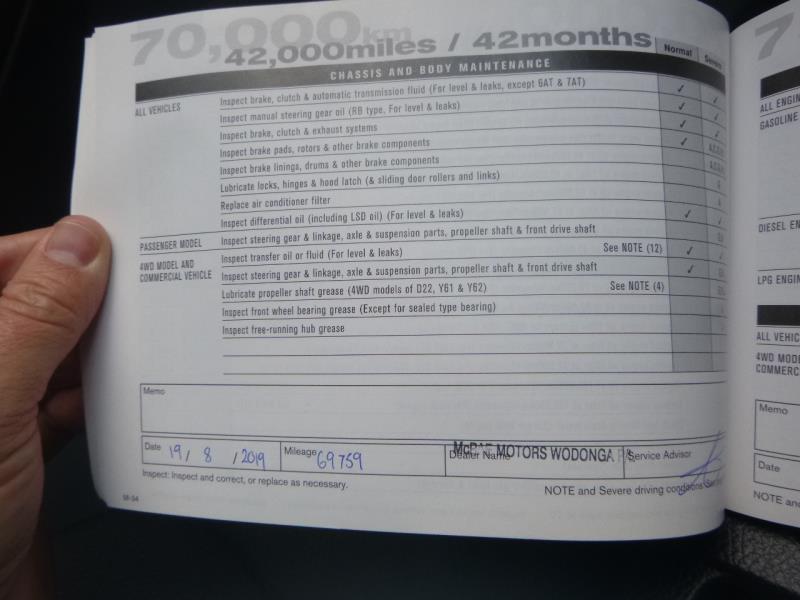 70,000km
42,000miles / 42months
Normal
CHASSIS AND BODY MAINTENANCE
ALL VEHICLES
Inspect brake, clutch & automatic transmission fluid (For level & leaks, except 6AT & 7AT) ✓ ✓
Inspect manual steering gear oil (RB type, For level & leaks) ✓ ✓
Inspect brake, clutch & exhaust systems ✓ ✓
Inspect brake pads, rotors & other brake components ✓
Inspect brake linings, drums & other brake components
Lubricate locks, hinges & hood latch (& sliding door rollers and links)
Replace air conditioner filter
Inspect differential oil (including LSD oil) (For level & leaks) ✓ ✓
PASSENGER MODEL
Inspect steering gear & linkage, axle & suspension parts, propeller shaft & front drive shaft
4WD MODEL AND COMMERCIAL VEHICLE
Inspect transfer oil or fluid (For level & leaks) See NOTE (12) ✓ ✓
Inspect steering gear & linkage, axle & suspension parts, propeller shaft & front drive shaft ✓
Lubricate propeller shaft grease (4WD models of D22, Y61 & Y62) See NOTE (4)
Inspect front wheel bearing grease (Except for sealed type bearing)
Inspect free-running hub grease
Memo
Date 19 / 8 / 2019
Mileage 69759
Dealer Name
MOTORS WODONGA
Service Advisor
Inspect: Inspect and correct, or replace as necessary.
NOTE and Severe driving conditions
7
ALL ENGIN
GASOLINE
DIESEL EN
LPG ENGIN
ALL VEHIC
4WD MODE
COMMERC
Memo
Date
NOTE and